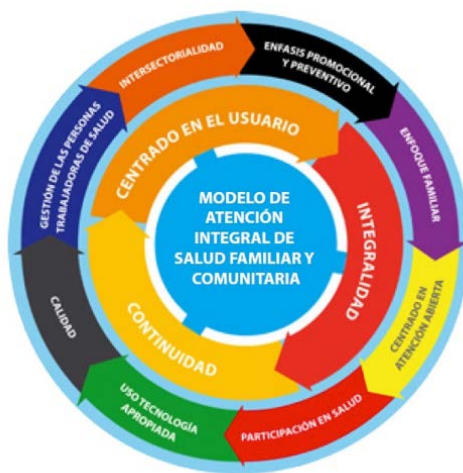 MODELO DE
ATENCIÓN
INTEGRAL DE
SALUD FAMILIAR Y
COMUNITARIA
CENTRADO EN EL USUARIO
INTEGRALIDAD
CONTINUIDAD
INTERSECTORIALIDAD
ENFASIS PROMOCIONAL
Y PREVENTIVO
ENFOQUE FAMILIAR
CENTRADO EN
ATENCIÓN ABIERTA
PARTICIPACIÓN EN SALUD
USO TECNOLOGÍA
APROPIADA
CALIDAD
GESTIÓN DE LAS PERSONAS
TRABAJADORAS DE SALUD